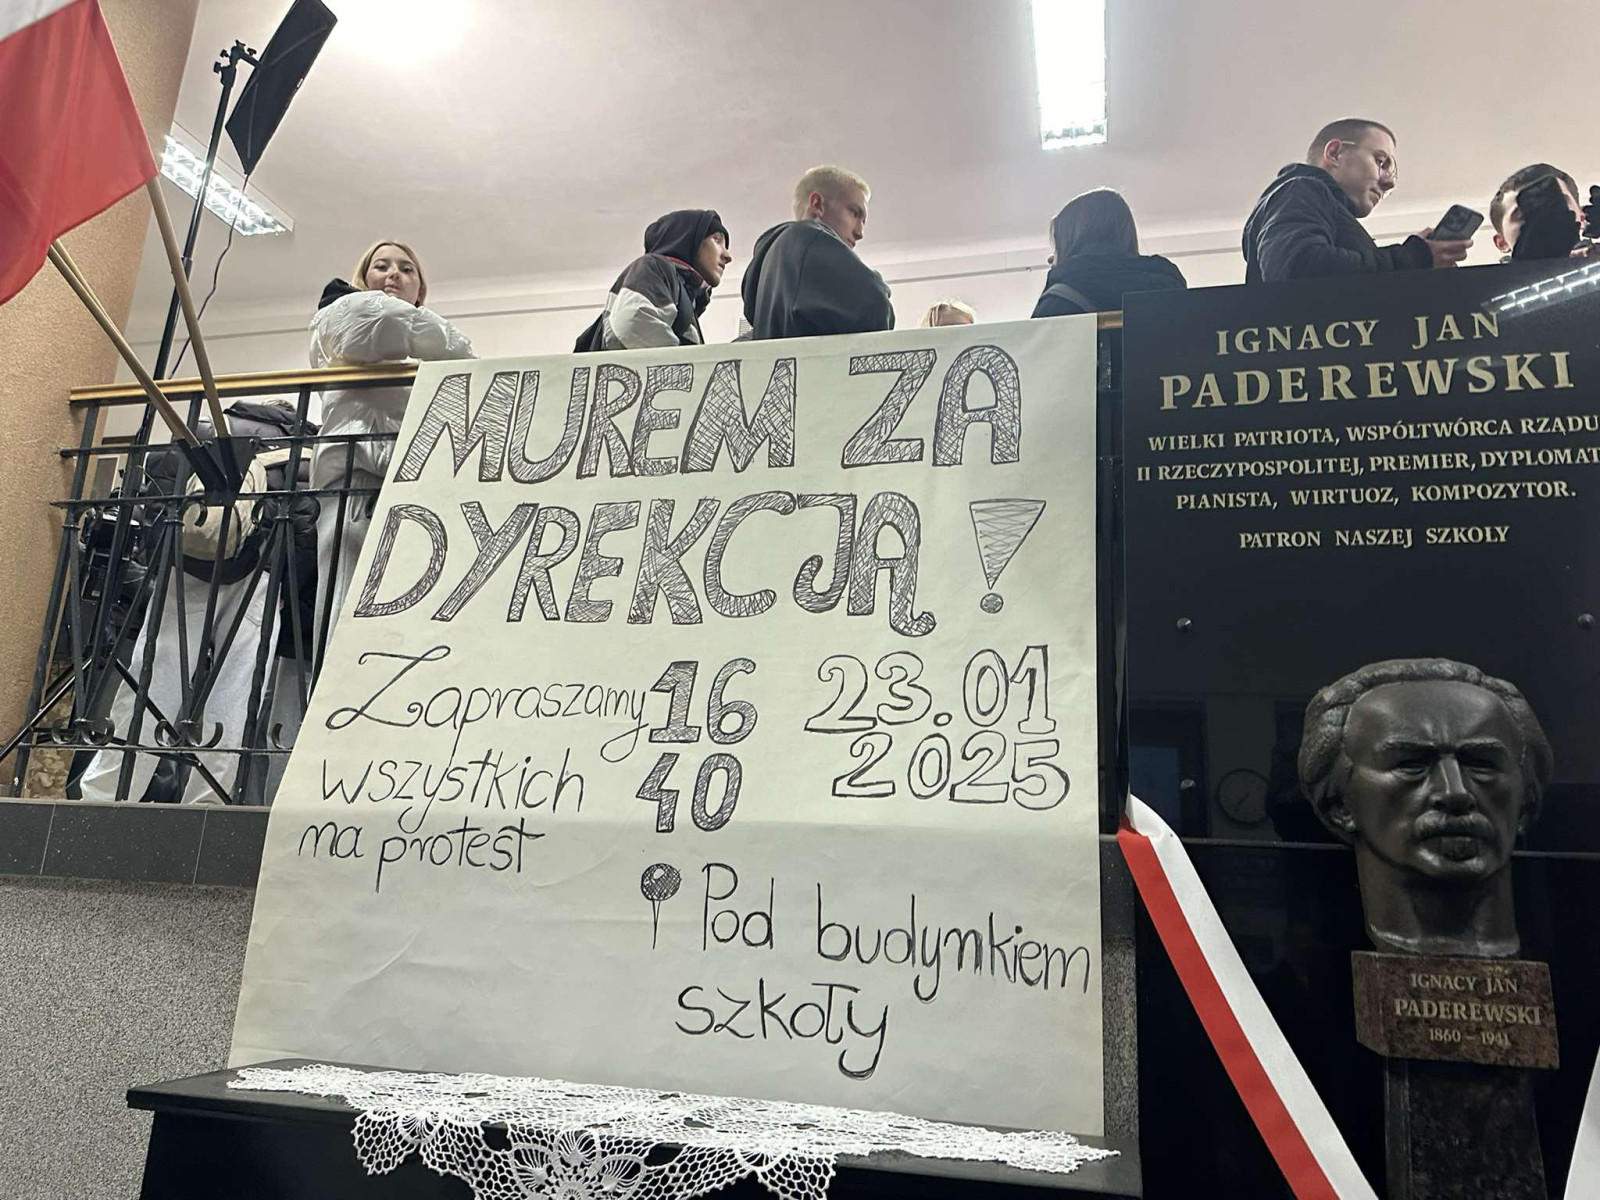 MUREM ZA
DYREKCJĄ!
Zapraszamy
wszystkich
na protest
16
40
23.01
2025
Pod budynkiem
szkoły
IGNACY JAN
PADEREWSKI
WIELKI PATRIOTA, WSPÓŁTWÓRCA RZĄDU
II RZECZYPOSPOLITEJ, PREMIER, DYPLOMAT
PIANISTA, WIRTUOZ, KOMPOZYTOR.
PATRON NASZEJ SZKOŁY
IGNACY JAN
PADEREWSKI
1860 – 1941